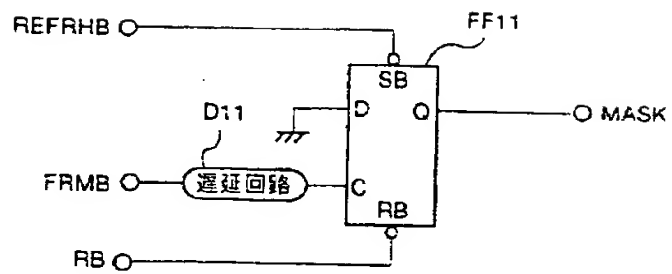 REFRHB
FF11
SB
D
Q
MASK
D11
FRMB
遅延回路
C
RB
RB